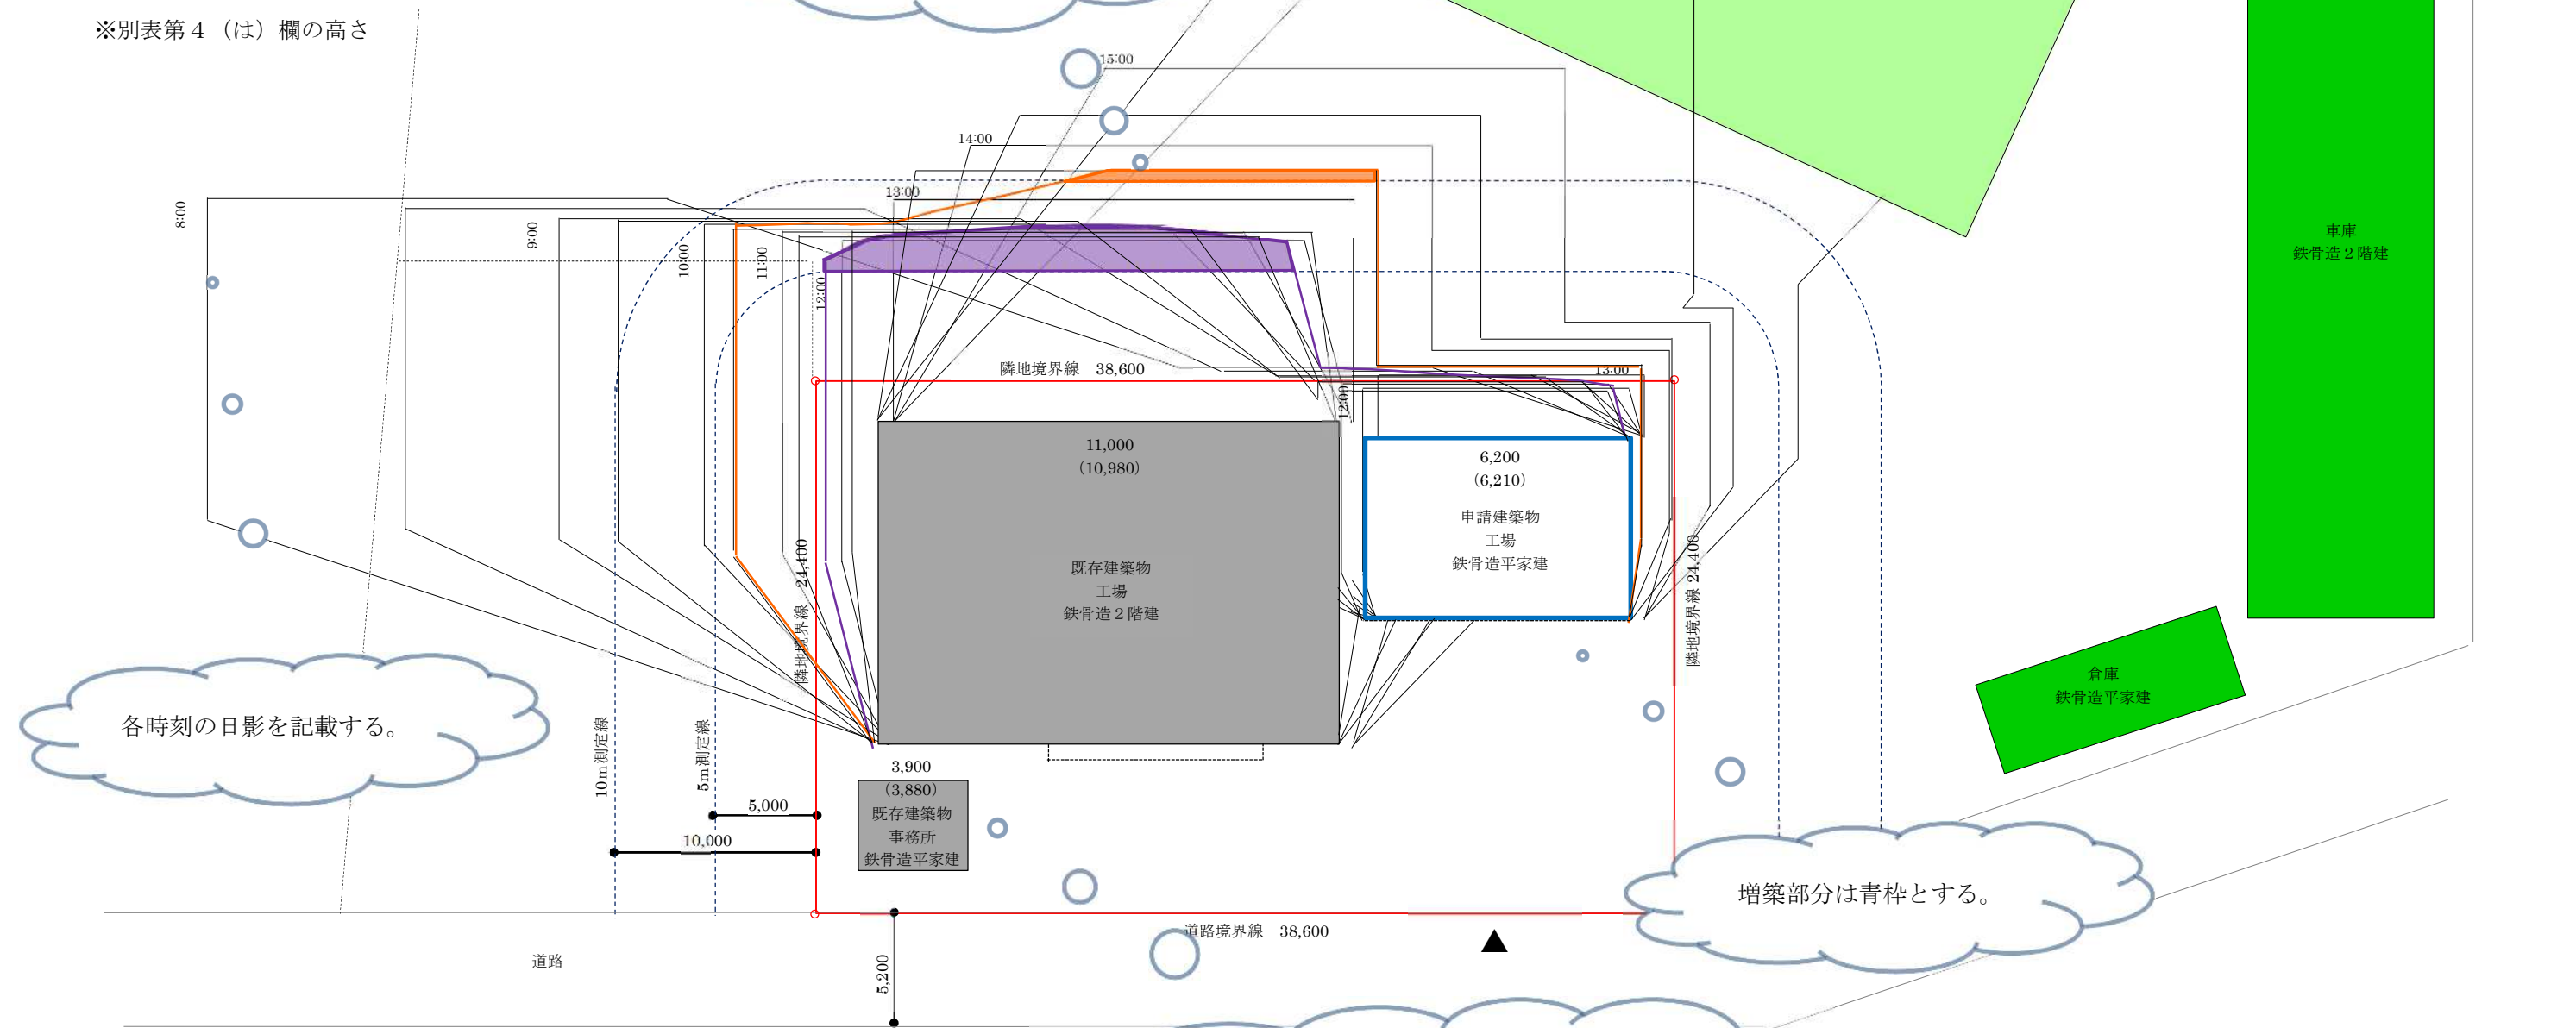 ※別表第４（は）欄の高さ
15:00
14:00
13:00
8:00
9:00
10:00
11:00
12:00
車庫
鉄骨造２階建
隣地境界線　38,600
13:00
12:00
11,000
（10,980）
既存建築物
工場
鉄骨造２階建
6,200
（6,210）
申請建築物
工場
鉄骨造平家建
隣地境界線　24,400
隣地境界線 24,400
倉庫
鉄骨造平家建
各時刻の日影を記載する。
10ｍ測定線
5ｍ測定線
3,900
（3,880）
既存建築物
事務所
鉄骨造平家建
5,000
10,000
増築部分は青枠とする。
道路境界線　38,600
道路
5,200